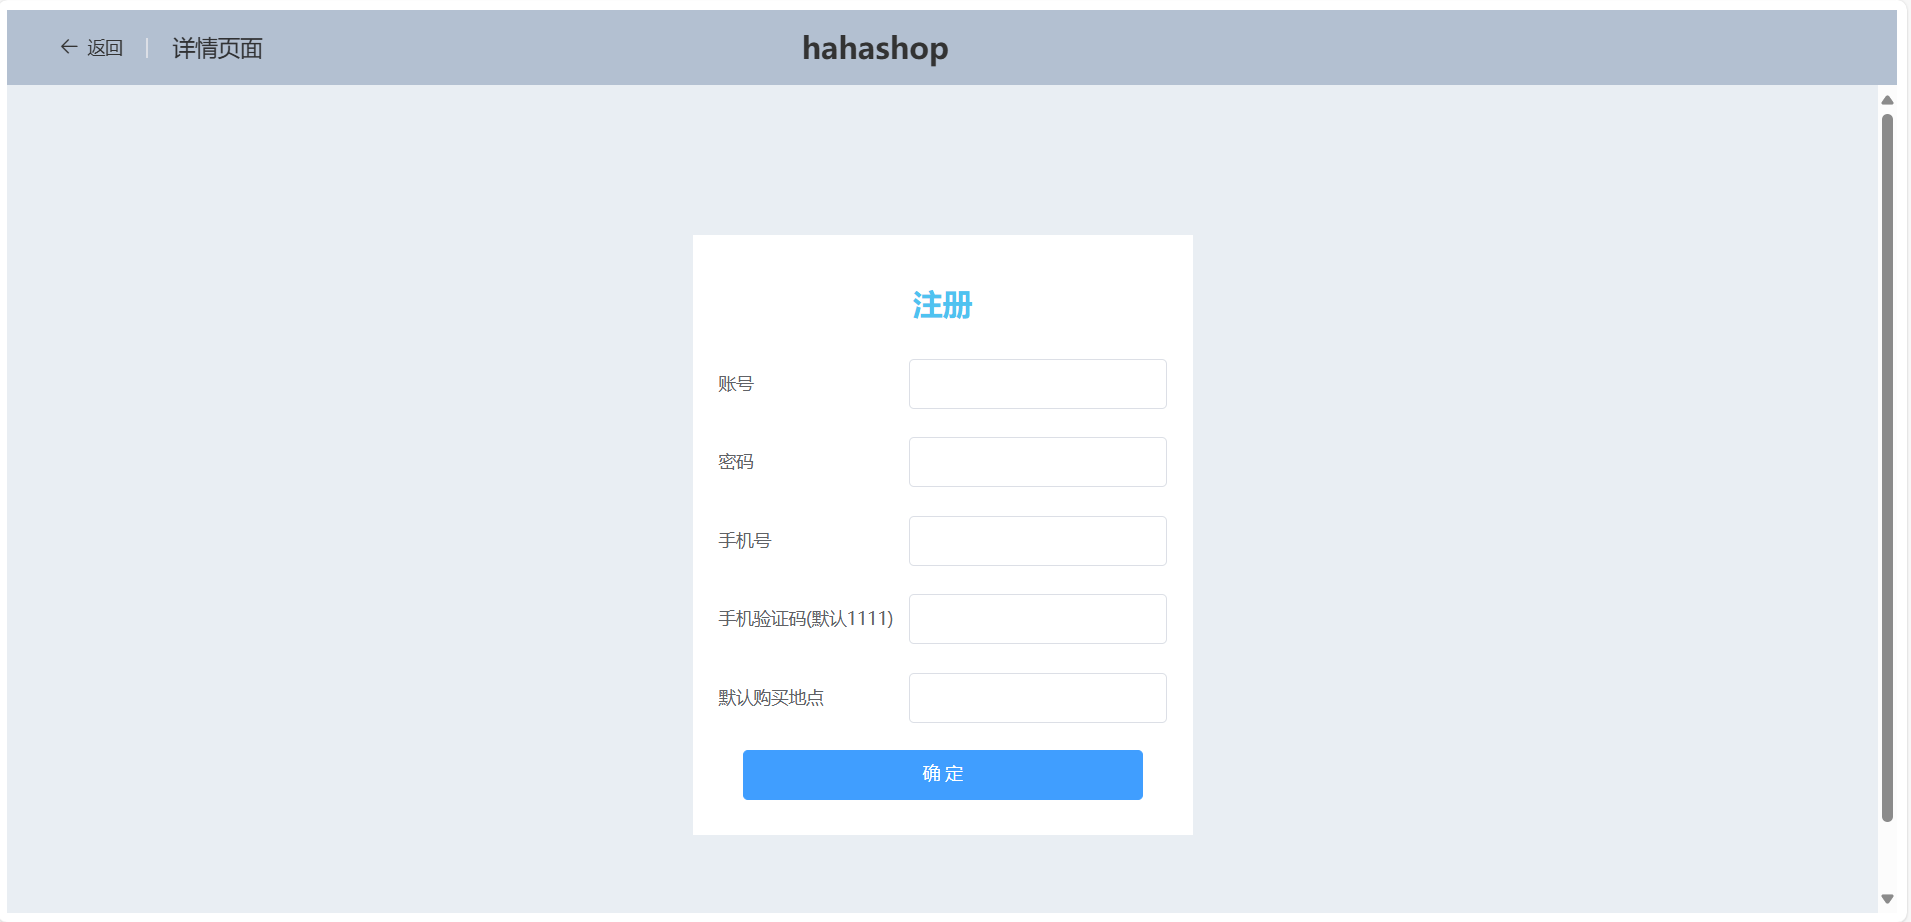 返回 详情页面 hahashop
注册
账号
密码
手机号
手机验证码(默认1111)
默认购买地点
确 定